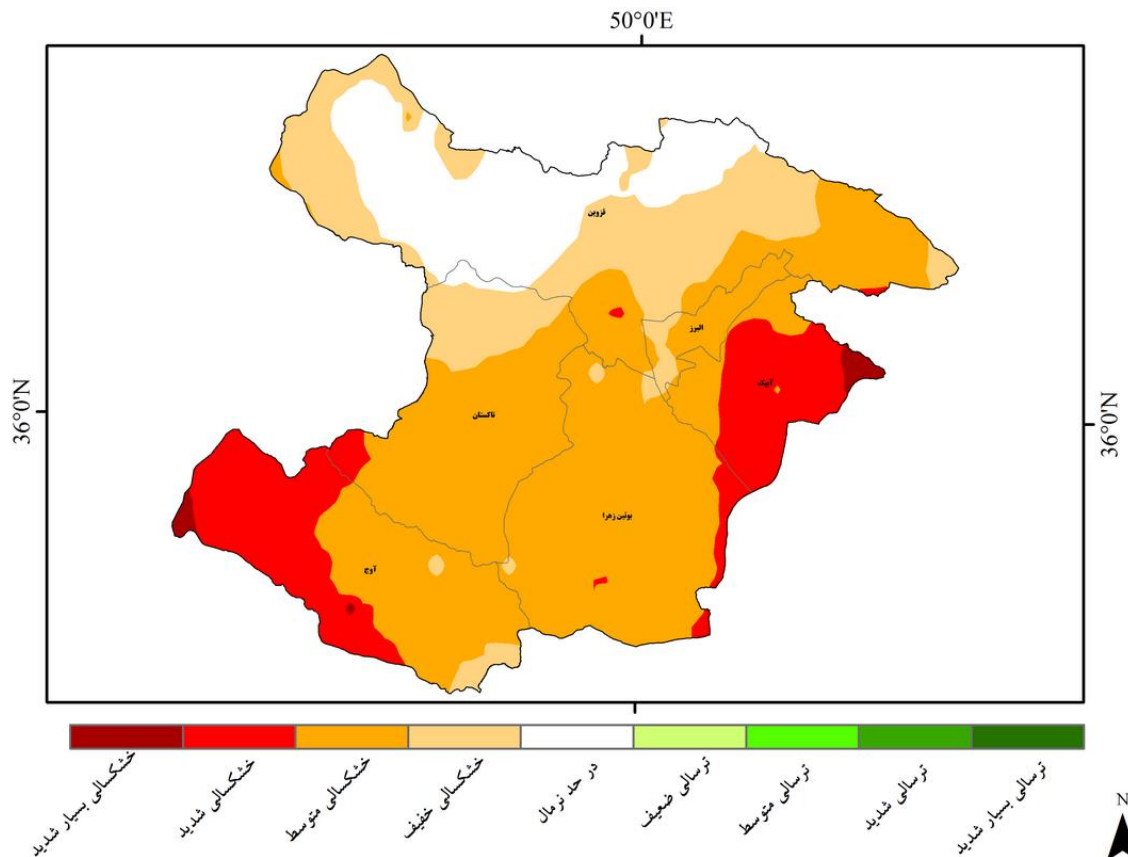 50°0'E
36°0'N
36°0'N
قزوین
البرز
آبیک
تاکستان
بوئین زهرا
آوج
خشکسالی بسیار شدید
خشکسالی شدید
خشکسالی متوسط
خشکسالی خفیف
در حد نرمال
ترسالی ضعیف
ترسالی متوسط
ترسالی شدید
ترسالی بسیار شدید
N